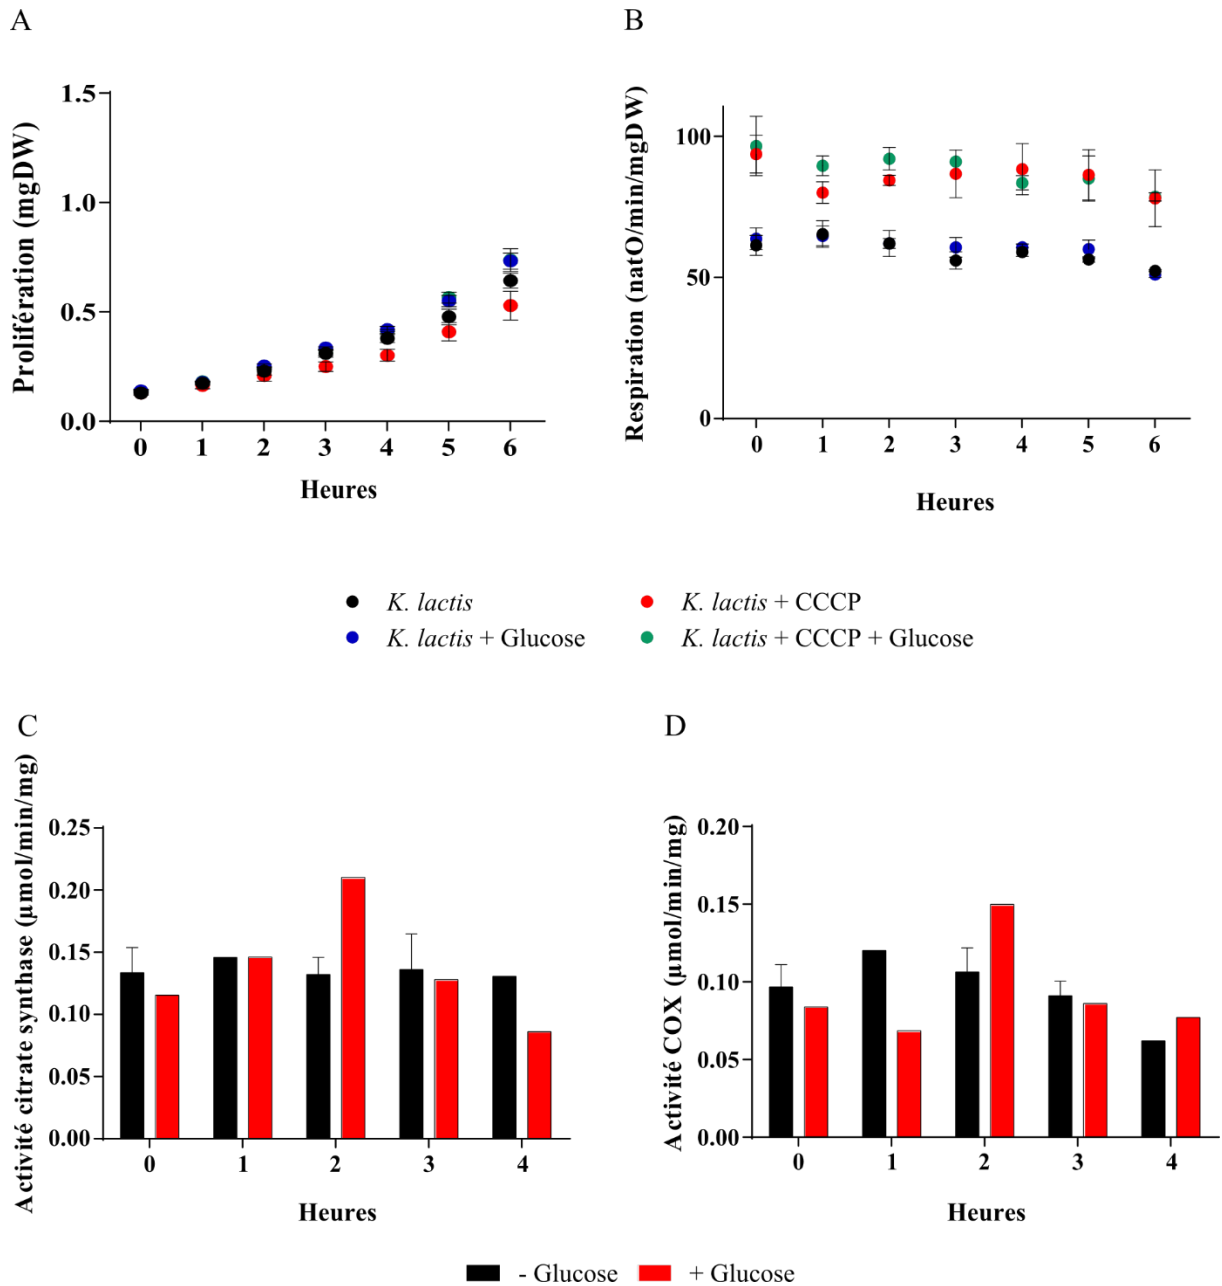 A
Prolifération (mgDW)
1.5
1.0
0.5
0.0
0 1 2 3 4 5 6
Heures
B
Respiration (natO/min/mgDW)
100
50
0
0 1 2 3 4 5 6
Heures
K. lactis
K. lactis + CCCP
K. lactis + Glucose
K. lactis + CCCP + Glucose
C
Activité citrate synthase (µmol/min/mg)
0.25
0.20
0.15
0.10
0.05
0.00
0 1 2 3 4
Heures
D
Activité COX (µmol/min/mg)
0.20
0.15
0.10
0.05
0.00
0 1 2 3 4
Heures
- Glucose
+ Glucose